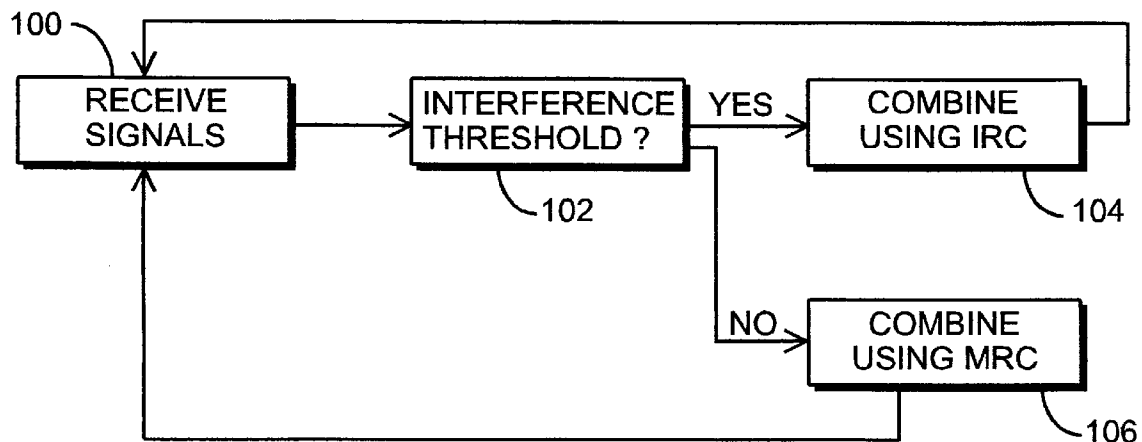 100
RECEIVE
SIGNALS
INTERFERENCE
THRESHOLD ?
102
YES
COMBINE
USING IRC
104
NO
COMBINE
USING MRC
106